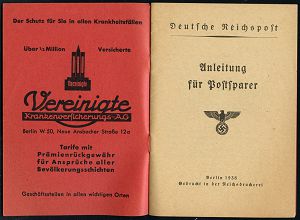 Der Schutz für Sie in allen Krankheitsfällen
Über ½ Million Versicherte
Vereinigte
Vereinigte
Krankenversicherungs-AG
Berlin W 50, Neue Ansbacher Straße 12a
Tarife mit
Prämienrückgewähr
für Ansprüche aller
Bevölkerungsschichten
Geschäftsstellen in allen wichtigen Orten
Deutsche Reichspost
Anleitung
für Postsparer
Berlin 1938
Gedruckt in der Reichsdruckerei